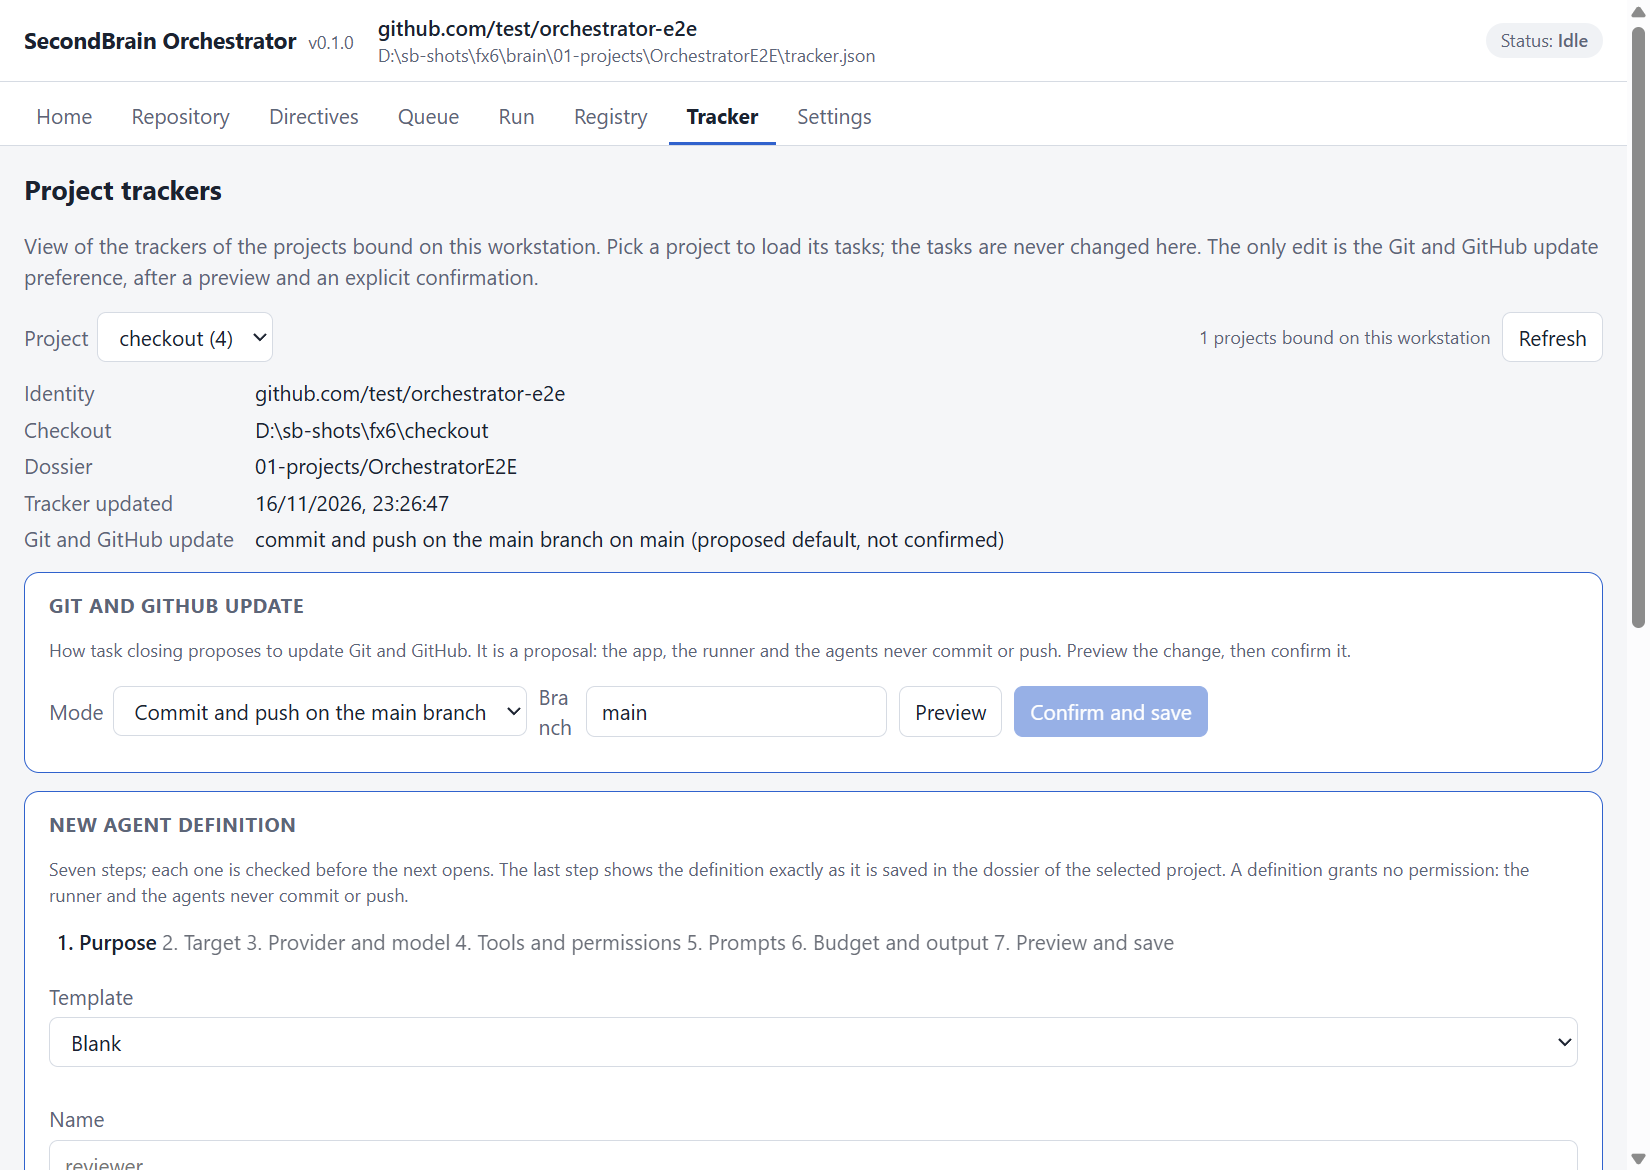 SecondBrain Orchestrator v0.1.0
github.com/test/orchestrator-e2e
D:\sb-shots\fx6\brain\01-projects\OrchestratorE2E\tracker.json
Status: Idle
Home Repository Directives Queue Run Registry Tracker Settings
Project trackers
View of the trackers of the projects bound on this workstation. Pick a project to load its tasks; the tasks are never changed here. The only edit is the Git and GitHub update
preference, after a preview and an explicit confirmation.
Project checkout (4) 1 projects bound on this workstation Refresh
Identity github.com/test/orchestrator-e2e
Checkout D:\sb-shots\fx6\checkout
Dossier 01-projects/OrchestratorE2E
Tracker updated 16/11/2026, 23:26:47
Git and GitHub update commit and push on the main branch on main (proposed default, not confirmed)
GIT AND GITHUB UPDATE
How task closing proposes to update Git and GitHub. It is a proposal: the app, the runner and the agents never commit or push. Preview the change, then confirm it.
Mode Commit and push on the main branch Bra
nch main Preview Confirm and save
NEW AGENT DEFINITION
Seven steps; each one is checked before the next opens. The last step shows the definition exactly as it is saved in the dossier of the selected project. A definition grants no permission: the
runner and the agents never commit or push.
1. Purpose 2. Target 3. Provider and model 4. Tools and permissions 5. Prompts 6. Budget and output 7. Preview and save
Template
Blank
Name
reviewer